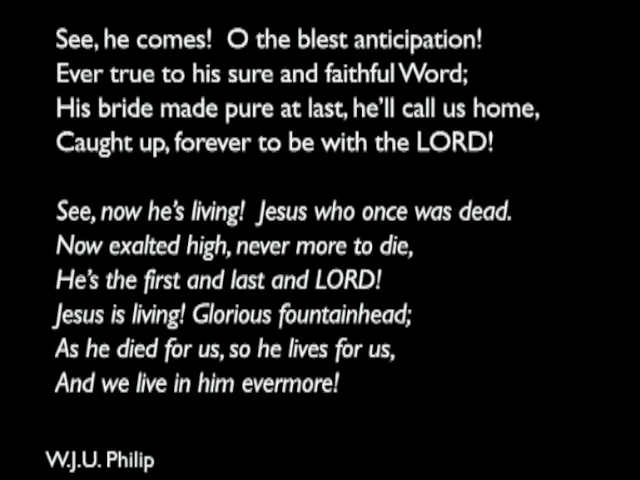 See, he comes!  O the blest anticipation!
Ever true to his sure and faithful Word;
His bride made pure at last, he'll call us home,
Caught up, forever to be with the LORD!

See, now he's living!  Jesus who once was dead.
Now exalted high, never more to die,
He's the first and last and LORD!
Jesus is living! Glorious fountainhead;
As he died for us, so he lives for us,
And we live in him evermore!

W.J.U. Philip